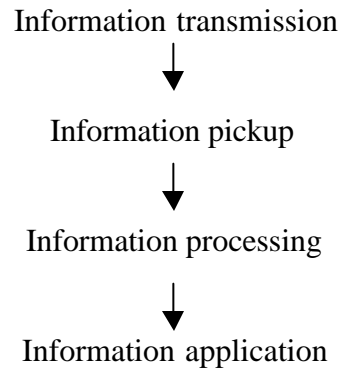 Information transmission
Information pickup
Information processing
Information application